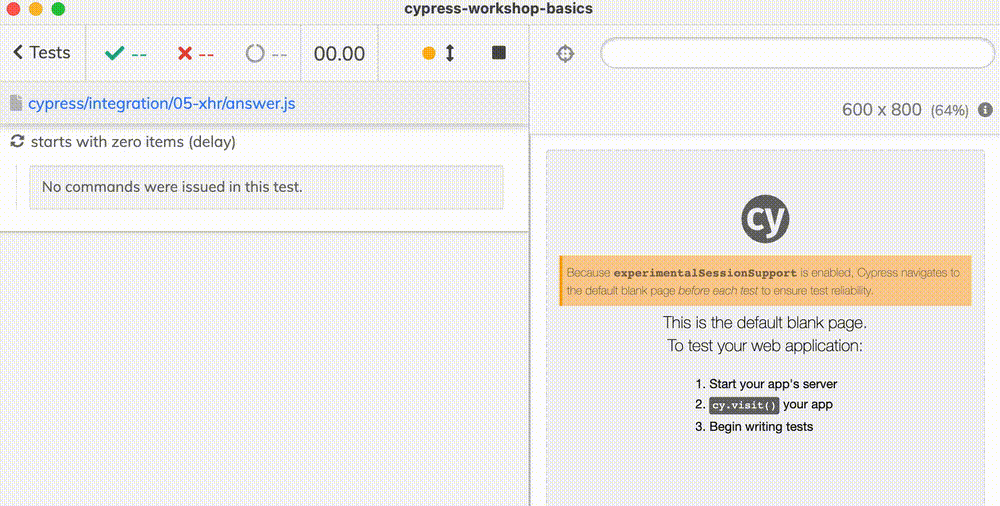 cypress-workshop-basics
Tests
--
--
--
00.00
cypress/integration/05-xhr/answer.js
600 x 800 (64%)
starts with zero items (delay)
No commands were issued in this test.
cy
Because experimentalSessionSupport is enabled, Cypress navigates to
the default blank page before each test to ensure test reliability.
This is the default blank page.
To test your web application:
1. Start your app's server
2. cy.visit() your app
3. Begin writing tests